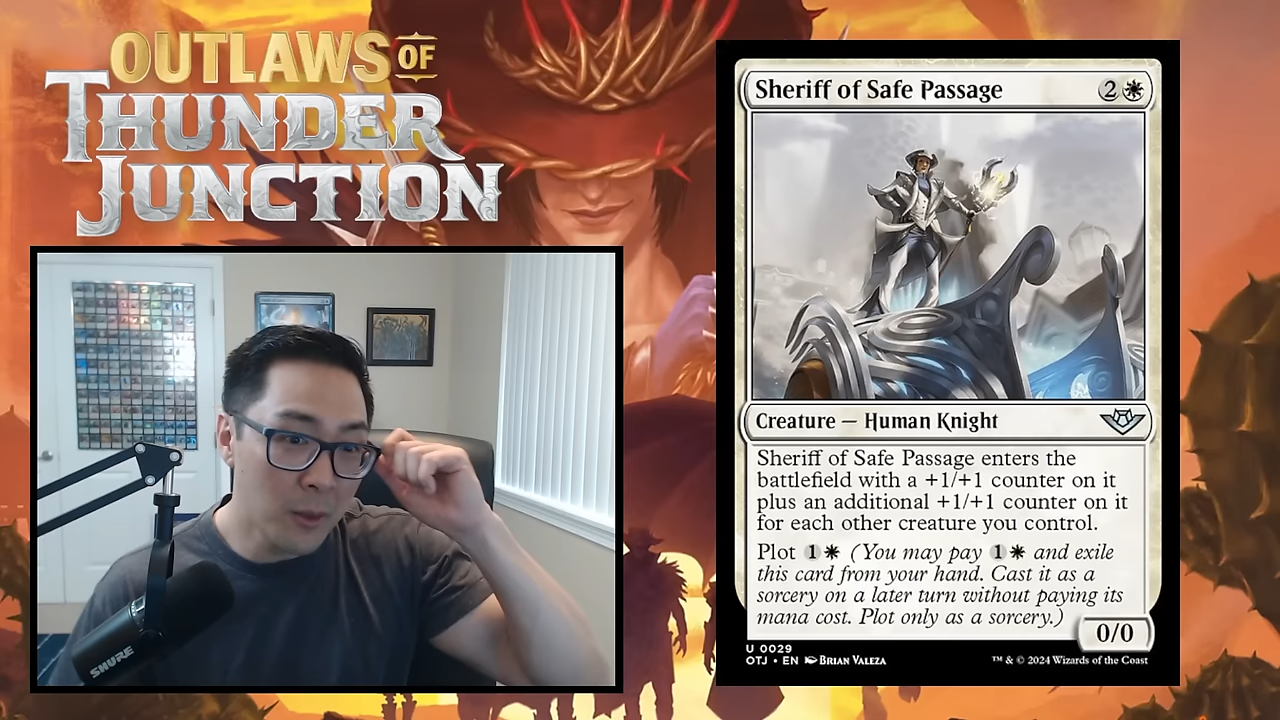 OUTLAWS OF
THUNDER
JUNCTION
SHURE
Sheriff of Safe Passage 2
Creature — Human Knight
Sheriff of Safe Passage enters the
battlefield with a +1/+1 counter on it
plus an additional +1/+1 counter on it
for each other creature you control.
Plot 1 (You may pay 1 and exile
this card from your hand. Cast it as a
sorcery on a later turn without paying its
mana cost. Plot only as a sorcery.)
0/0
U 0029
OTJ • EN Brian Valeza
™ & © 2024 Wizards of the Coast